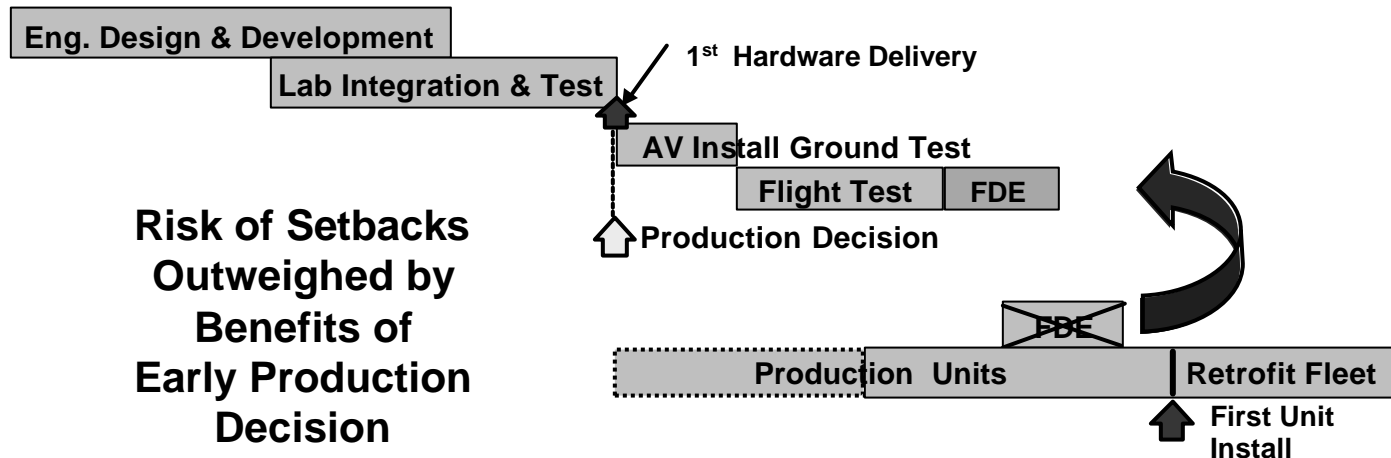 Eng. Design & Development
1st Hardware Delivery
Lab Integration & Test
AV Install Ground Test
Flight Test
FDE
Production Decision
Risk of Setbacks
Outweighed by
Benefits of
Early Production
Decision
FDE
Production Units
Retrofit Fleet
First Unit
Install